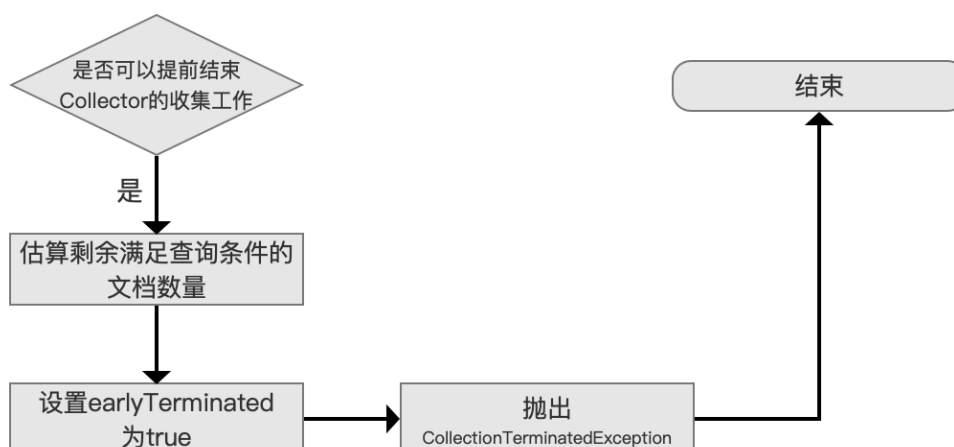 是否可以提前结束
Collector的收集工作
结束
是
估算剩余满足查询条件的
文档数量
设置earlyTerminated
为true
抛出
CollectionTerminatedException